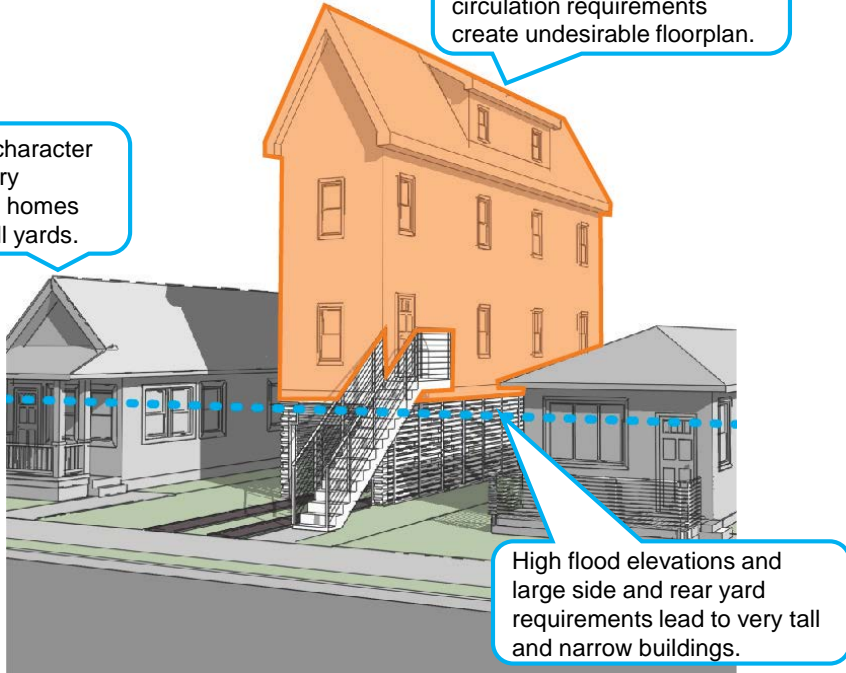 circulation requirements
create undesirable floorplan.
character
homes
yards.
High flood elevations and
large side and rear yard
requirements lead to very tall
and narrow buildings.